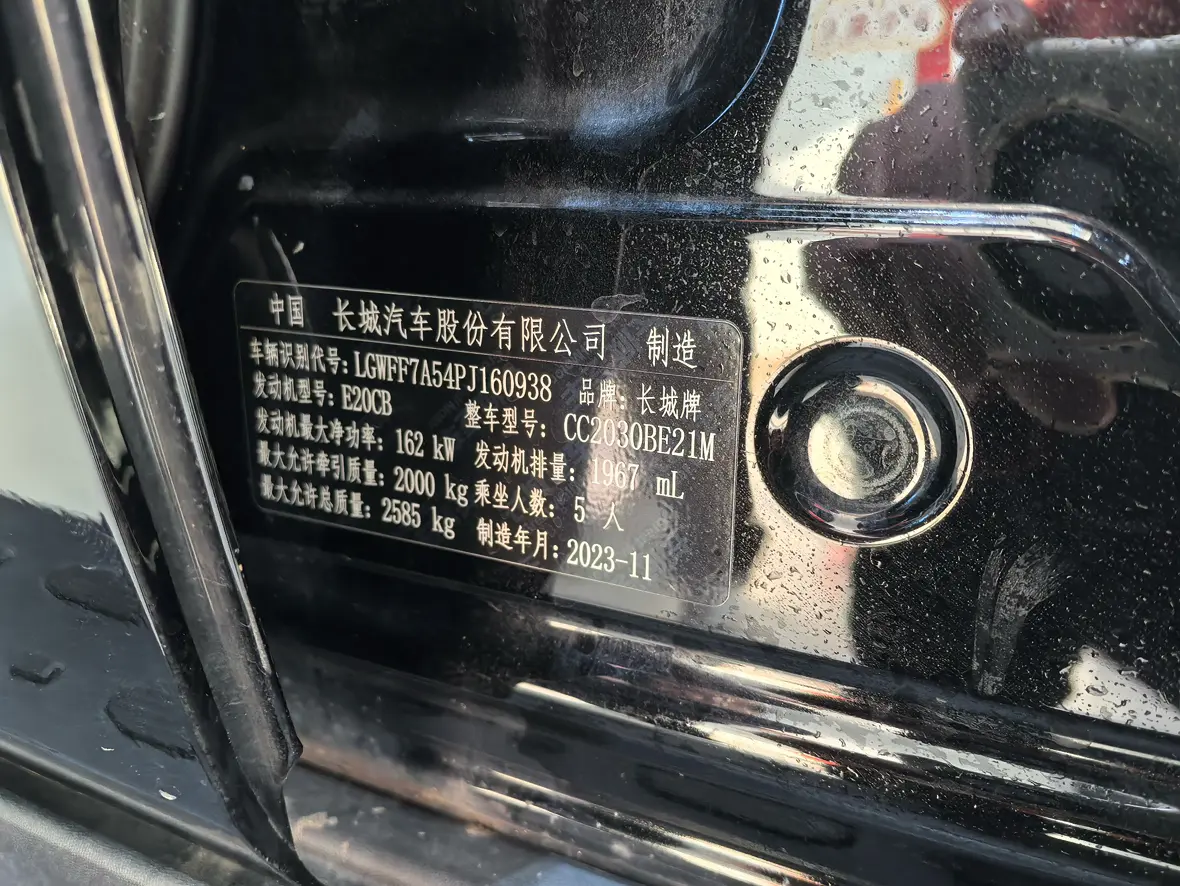 中国 长城汽车股份有限公司 制造
车辆识别代号: LGWFF7A54PJ160938 品牌: 长城牌
发动机型号: E20CB 整车型号: CC2030BE21M
发动机最大净功率: 162 kW 发动机排量: 1967 mL
最大允许牵引质量: 2000 kg 乘坐人数: 5 人
最大允许总质量: 2585 kg 制造年月: 2023-11